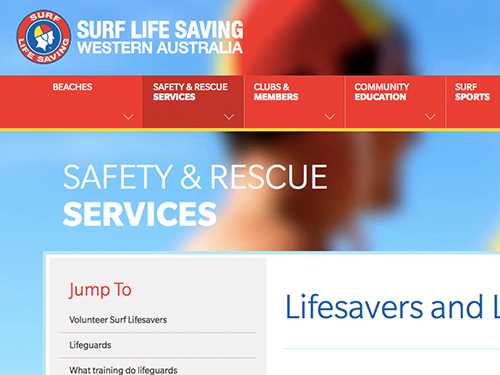 SURF
LIFE SAVING
SURF LIFE SAVING
WESTERN AUSTRALIA
BEACHES
SAFETY & RESCUE
SERVICES
CLUBS &
MEMBERS
COMMUNITY
EDUCATION
SURF
SPORTS
SAFETY & RESCUE
SERVICES
Jump To
Volunteer Surf Lifesavers
Lifeguards
What training do lifeguards
Lifesavers and L